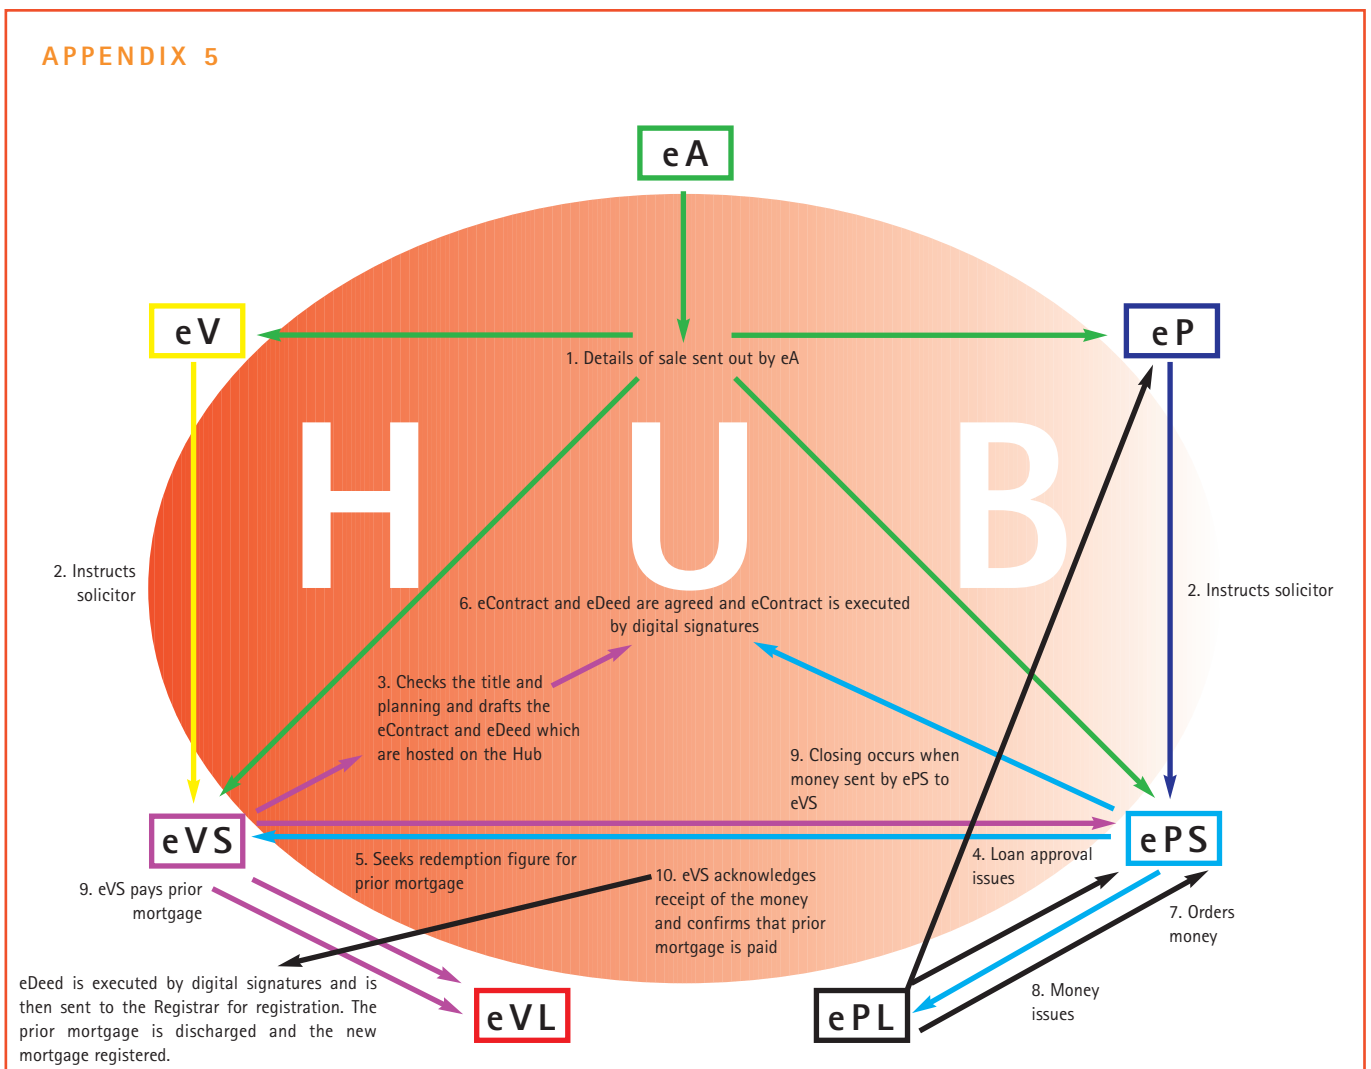 APPENDIX 5
eA
eV
eP
1. Details of sale sent out by eA
HUB
2. Instructs
solicitor
2. Instructs solicitor
6. eContract and eDeed are agreed and eContract is executed
by digital signatures
3. Checks the title and
planning and drafts the
eContract and eDeed which
are hosted on the Hub
9. Closing occurs when
money sent by ePS to
eVS
eVS
ePS
5. Seeks redemption figure for
prior mortgage
4. Loan approval
issues
9. eVS pays prior
mortgage
10. eVS acknowledges
receipt of the money
and confirms that prior
mortgage is paid
7. Orders
money
eDeed is executed by digital signatures and is
then sent to the Registrar for registration. The
prior mortgage is discharged and the new
mortgage registered.
eVL
ePL
8. Money
issues